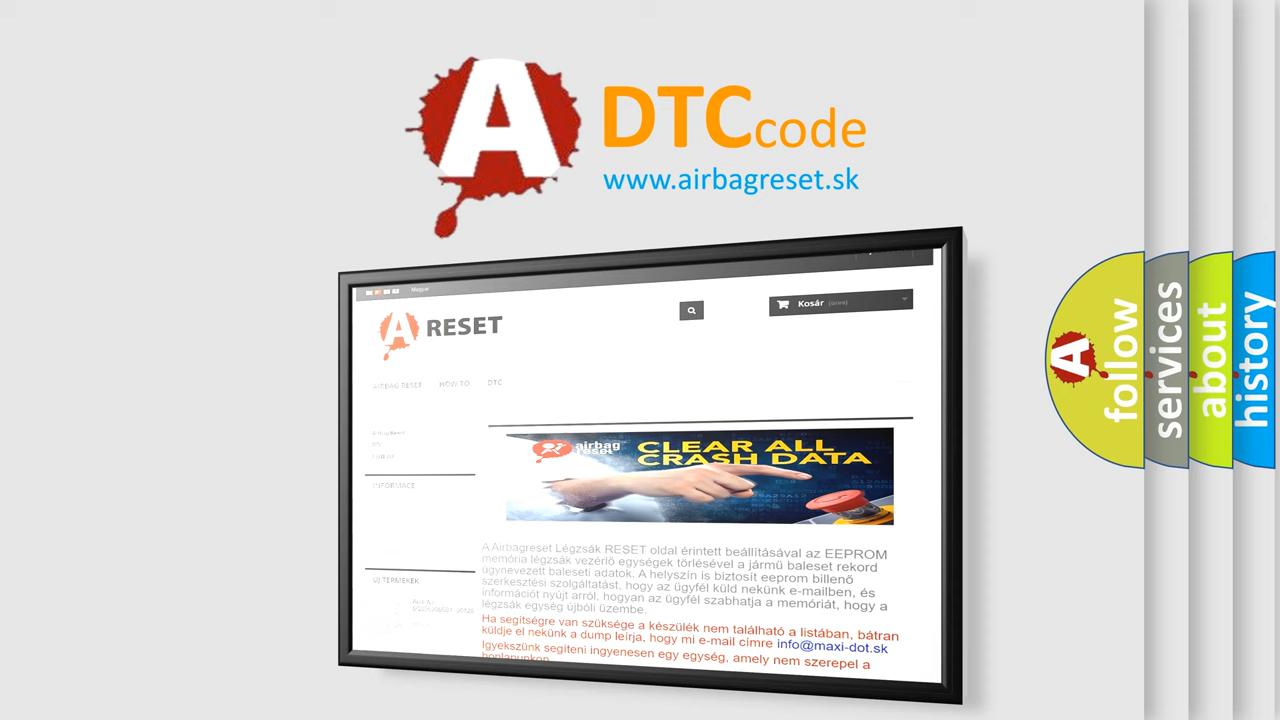 A DTCcode
www.airbagreset.sk
Magyar
A RESET
Kosár (üres)
AIRBAG RESET HOW TO DTC
INFORMACE
airbag
reset
CLEAR ALL
CRASH DATA
A Airbagreset Légzsák RESET oldal érintett beállításával az EEPROM
memória légzsák vezérlő egységek törlésével a jármű baleset rekord
úgynevezett baleseti adatok. A helyszín is biztosít eeprom billenő
szerkesztési szolgáltatást, hogy az ügyfél küld nekünk e-mailben, és
információt nyújt arról, hogyan az ügyfél szabhatja a memóriát, hogy a
légzsák egység újbóli üzembe.
Ha segítségre van szüksége a készülék nem található a listában, bátran
küldje el nekünk a dump leírja, hogy mi e-mail címre info@maxi-dot.sk
Igyekszünk segíteni ingyenesen egy egység, amely nem szerepel a
honlapunkon
ÚJ TERMÉKEK
A follow
services
about
history